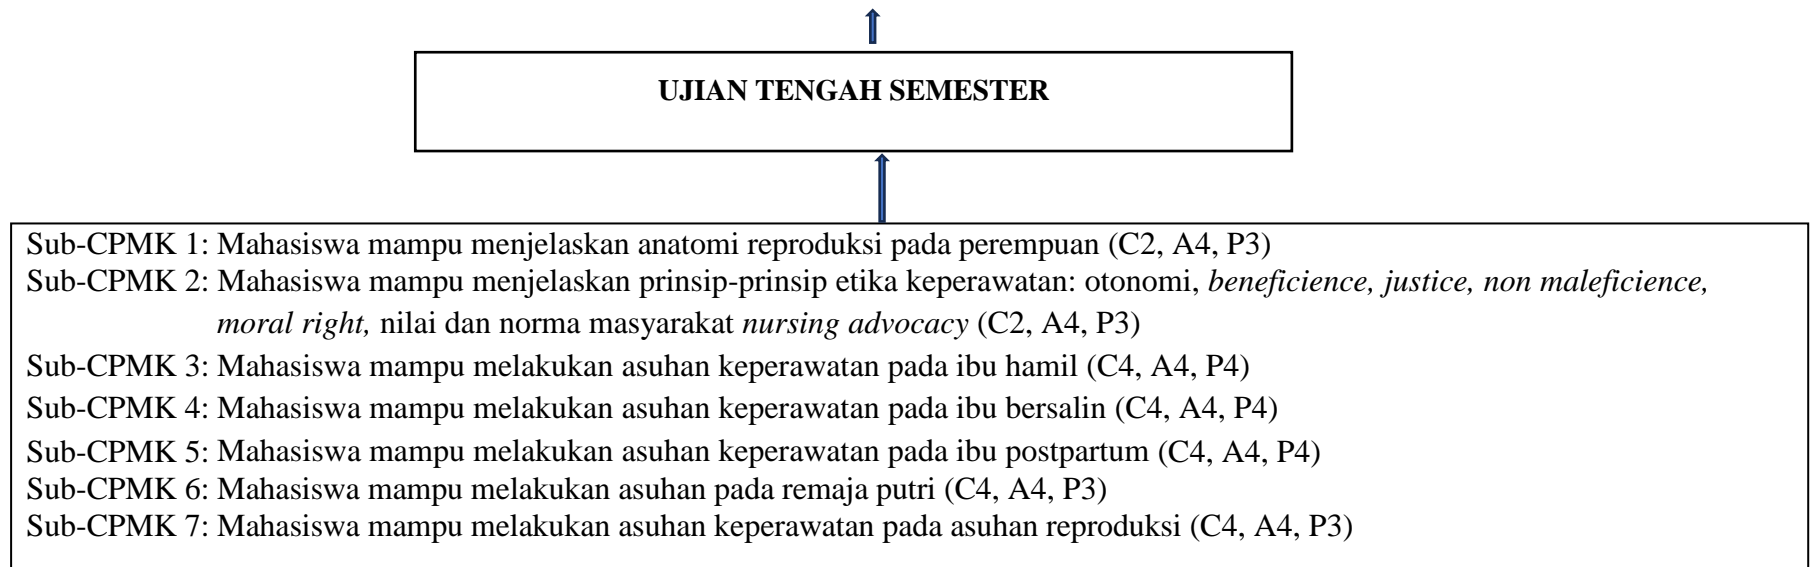 UJIAN TENGAH SEMESTER
Sub-CPMK 1: Mahasiswa mampu menjelaskan anatomi reproduksi pada perempuan (C2, A4, P3)
Sub-CPMK 2: Mahasiswa mampu menjelaskan prinsip-prinsip etika keperawatan: otonomi, beneficience, justice, non maleficience,
moral right, nilai dan norma masyarakat nursing advocacy (C2, A4, P3)
Sub-CPMK 3: Mahasiswa mampu melakukan asuhan keperawatan pada ibu hamil (C4, A4, P4)
Sub-CPMK 4: Mahasiswa mampu melakukan asuhan keperawatan pada ibu bersalin (C4, A4, P4)
Sub-CPMK 5: Mahasiswa mampu melakukan asuhan keperawatan pada ibu postpartum (C4, A4, P4)
Sub-CPMK 6: Mahasiswa mampu melakukan asuhan pada remaja putri (C4, A4, P3)
Sub-CPMK 7: Mahasiswa mampu melakukan asuhan keperawatan pada asuhan reproduksi (C4, A4, P3)